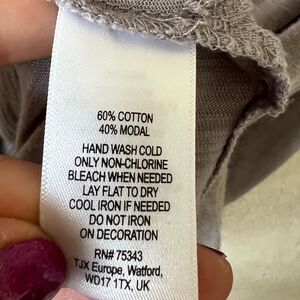 60% COTTON
40% MODAL
HAND WASH COLD
ONLY NON-CHLORINE
BLEACH WHEN NEEDED
LAY FLAT TO DRY
COOL IRON IF NEEDED
DO NOT IRON
ON DECORATION
RN# 75343
TJX Europe, Watford,
WD17 1TX, UK